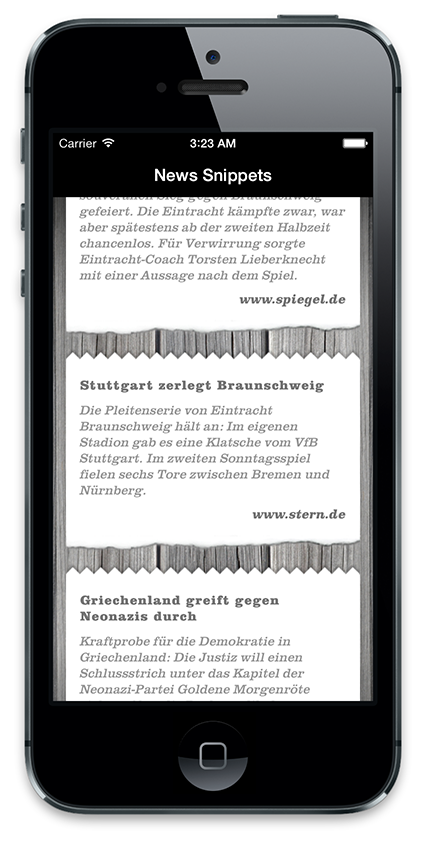 Carrier
3:23 AM
News Snippets
souveränen Sieg gegen Braunschweig
gefeiert. Die Eintracht kämpfte zwar, war
aber spätestens ab der zweiten Halbzeit
chancenlos. Für Verwirrung sorgte
Eintracht-Coach Torsten Lieberknecht
mit einer Aussage nach dem Spiel.
www.spiegel.de
Stuttgart zerlegt Braunschweig
Die Pleitenserie von Eintracht
Braunschweig hält an: Im eigenen
Stadion gab es eine Klatsche vom VfB
Stuttgart. Im zweiten Sonntagsspiel
fielen sechs Tore zwischen Bremen und
Nürnberg.
www.stern.de
Griechenland greift gegen
Neonazis durch
Kraftprobe für die Demokratie in
Griechenland: Die Justiz will einen
Schlussstrich unter das Kapitel der
Neonazi-Partei Goldene Morgenröte